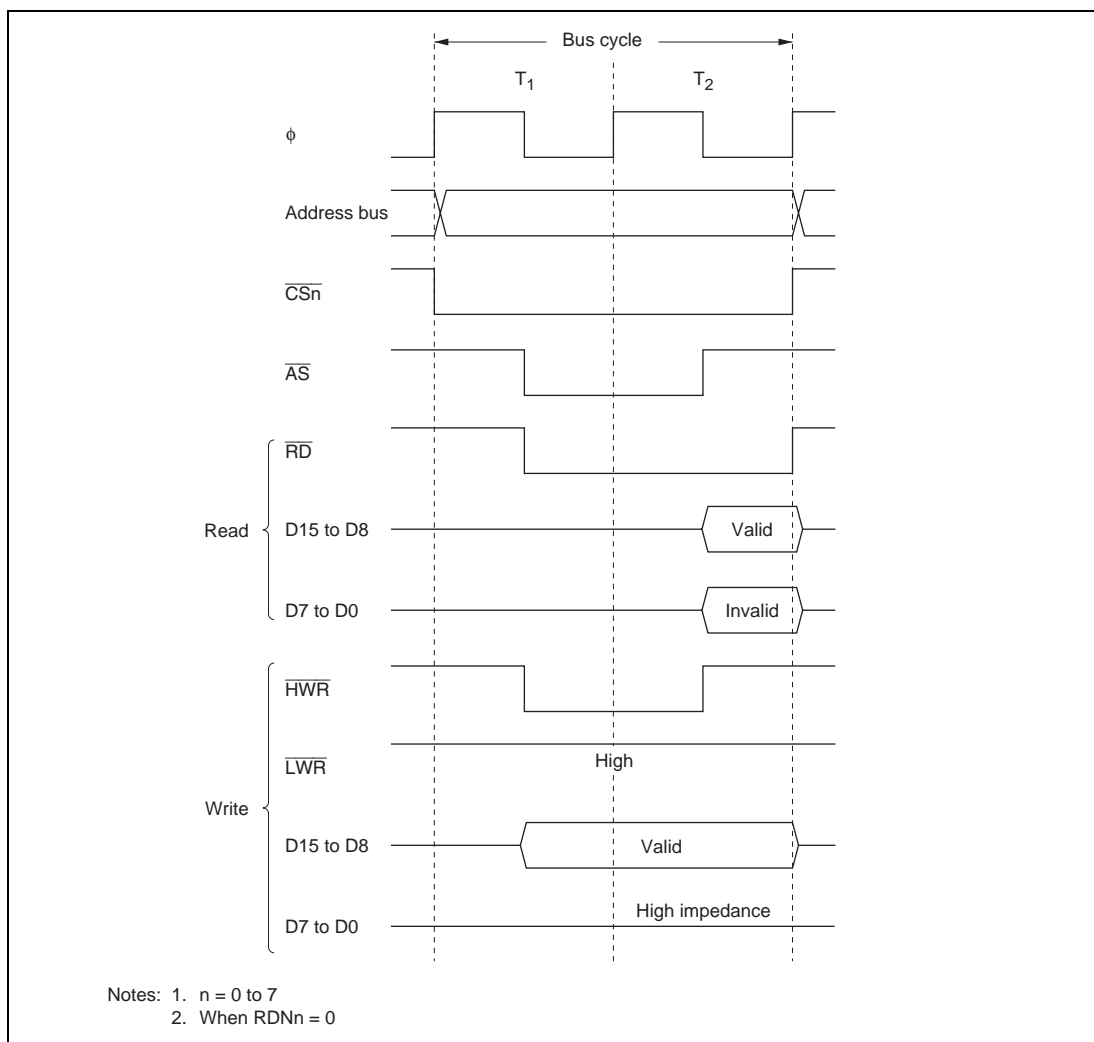 Bus cycle
T1 T2
ϕ
Address bus
CSn
AS
RD
Read
D15 to D8 Valid
D7 to D0 Invalid
HWR
LWR High
Write
D15 to D8 Valid
D7 to D0 High impedance
Notes: 1. n = 0 to 7
2. When RDNn = 0